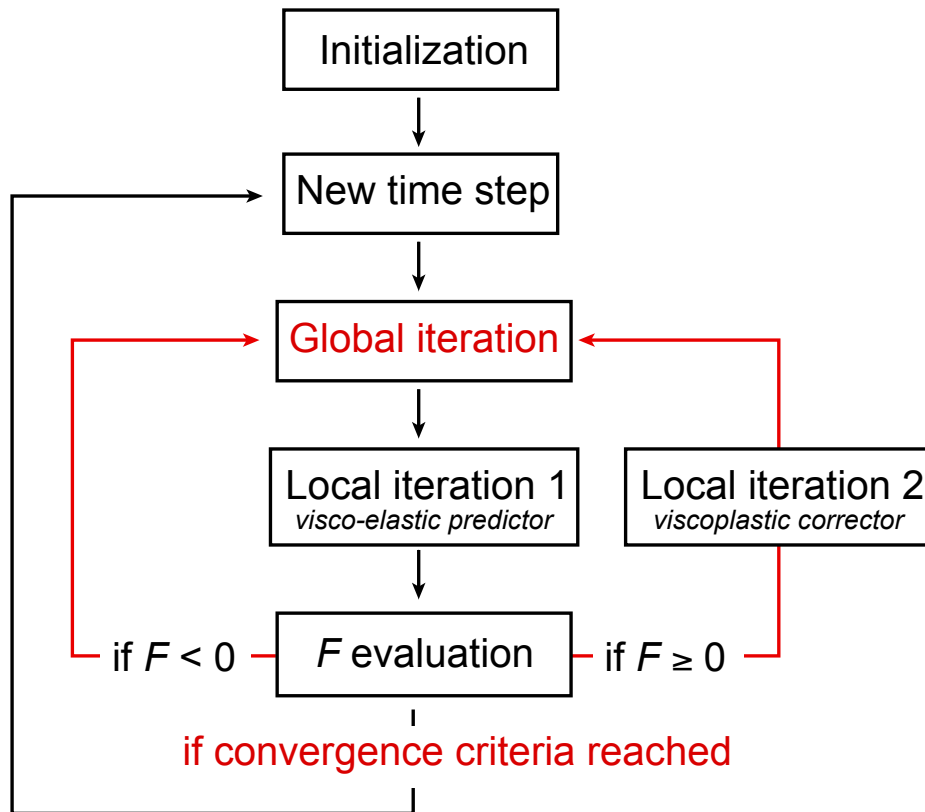 Initialization
New time step
Global iteration
Local iteration 1
visco-elastic predictor
Local iteration 2
viscoplastic corrector
if F < 0
F evaluation
if F ≥ 0
if convergence criteria reached